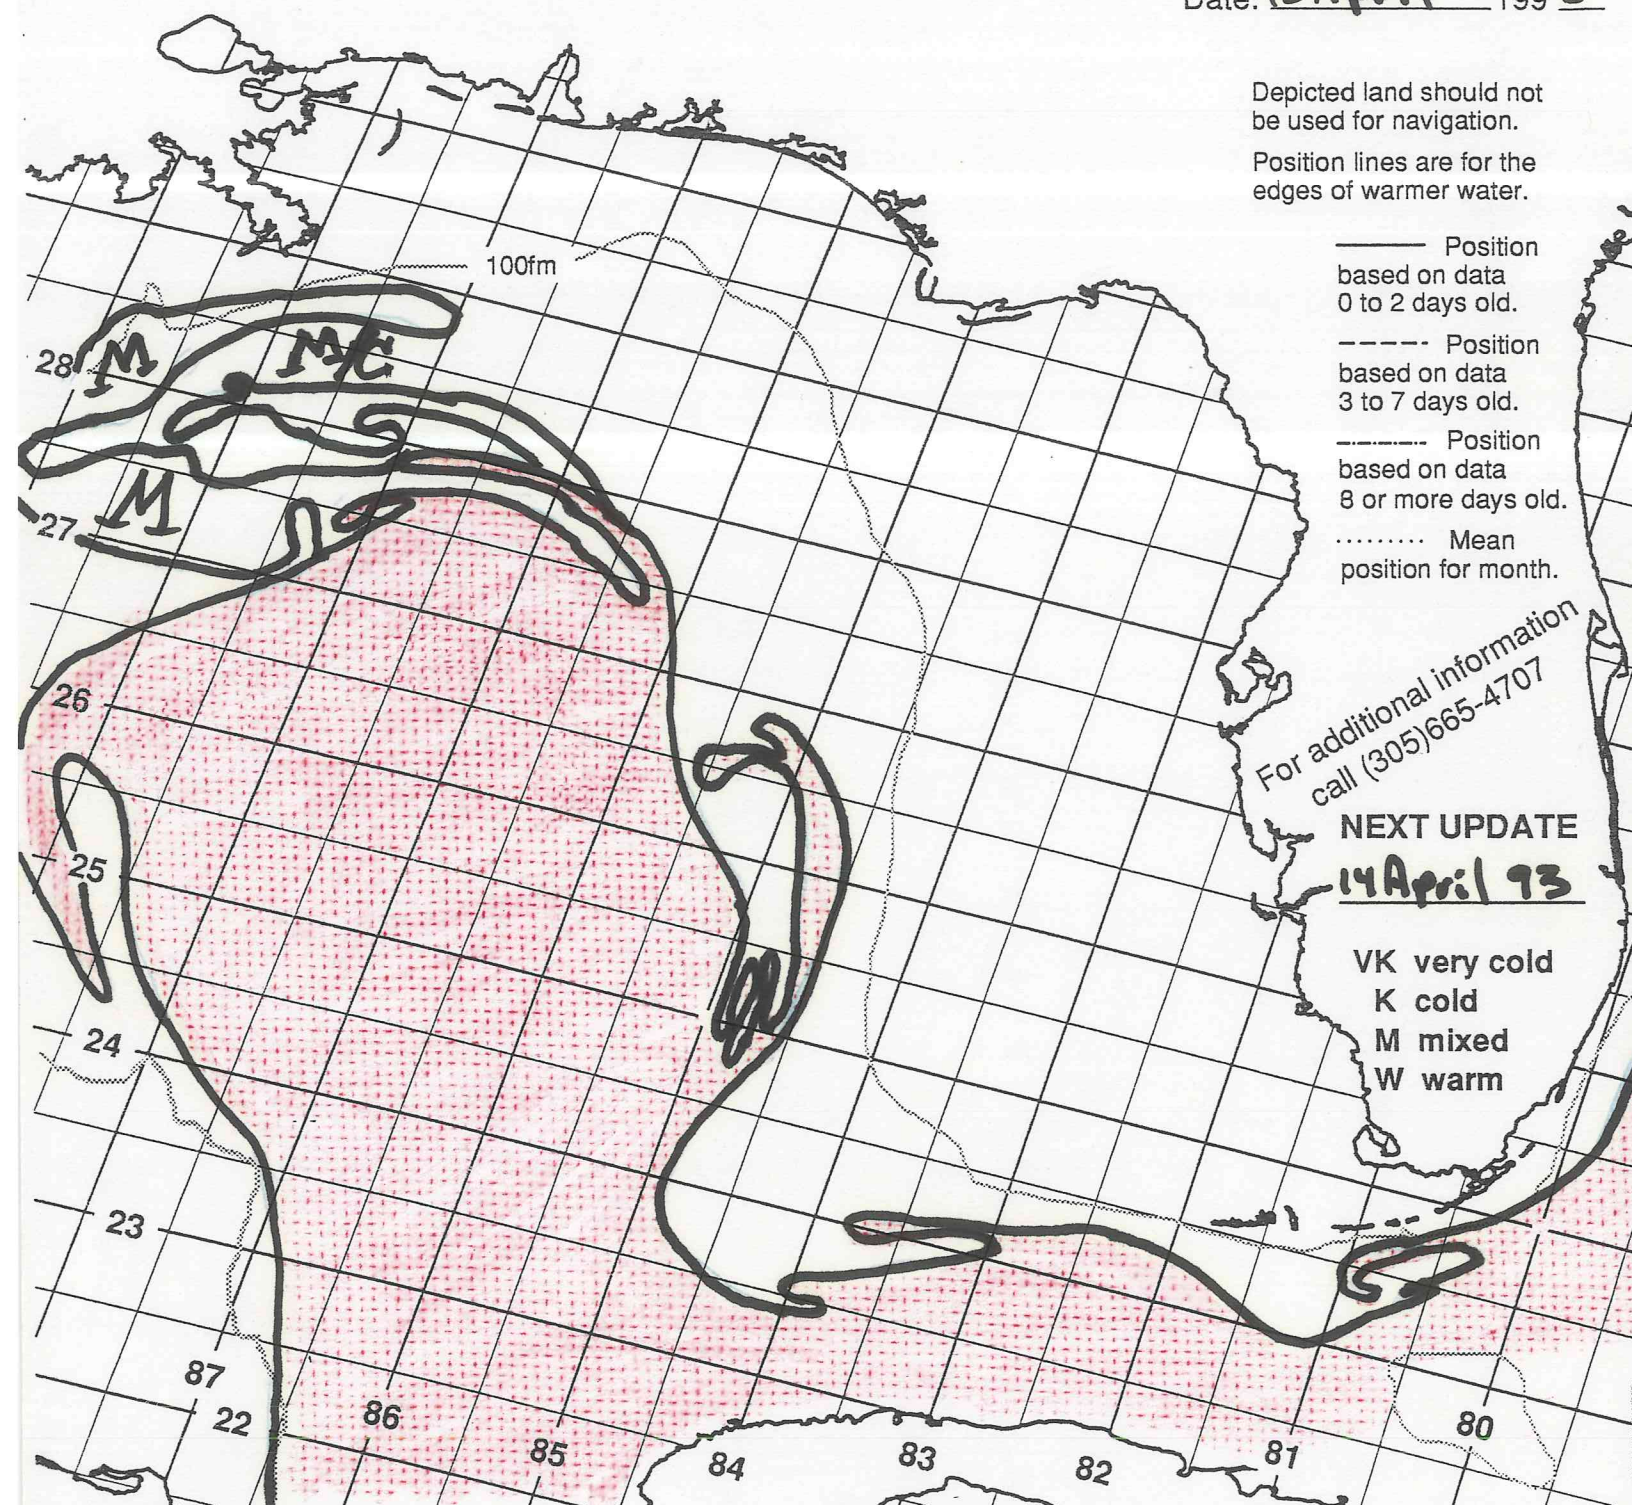 Date: 199
Depicted land should not
be used for navigation.
Position lines are for the
edges of warmer water.
Position
based on data
0 to 2 days old.
Position
based on data
3 to 7 days old.
Position
based on data
8 or more days old.
Mean
position for month.
For additional information
call (305)665-4707
NEXT UPDATE
14 April 93
VK very cold
K cold
M mixed
W warm
100fm
M
28
M
27
26
25
24
23
87
22
86
85
84
83
82
81
80